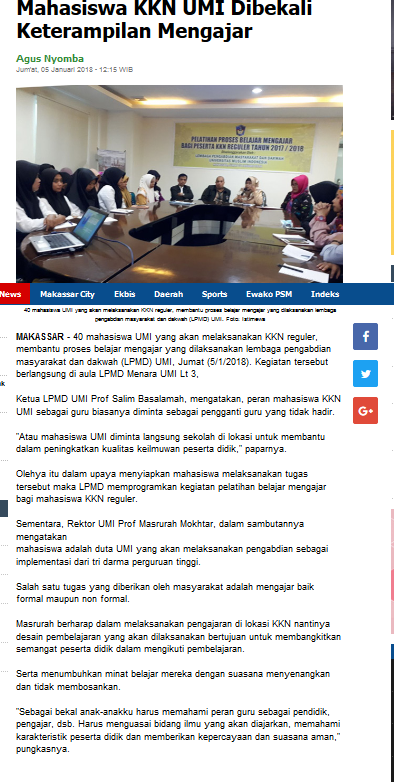 Mahasiswa KKN UMI Dibekali
Keterampilan Mengajar
Agus Nyomba
Jum'at, 05 Januari 2018 - 12:15 WIB
PELATIHAN PROSES BELAJAR MENGAJAR
BAGI PESERTA KKN REGULER TAHUN 2017 / 2018
UNIVERSITAS MUSLIM INDONESIA
News
Makassar City
Ekbis
Daerah
Sports
Ewako PSM
Indeks
40 mahasiswa UMI yang akan melaksanakan KKN reguler, membantu proses belajar mengajar yang dilaksanakan lembaga
pengabdian masyarakat dan dakwah (LPMD) UMI. Foto. Istimewa
MAKASSAR - 40 mahasiswa UMI yang akan melaksanakan KKN reguler,
membantu proses belajar mengajar yang dilaksanakan lembaga pengabdian
masyarakat dan dakwah (LPMD) UMI, Jumat (5/1/2018). Kegiatan tersebut
berlangsung di aula LPMD Menara UMI Lt 3,
Ketua LPMD UMI Prof Salim Basalamah, mengatakan, peran mahasiswa KKN
UMI sebagai guru biasanya diminta sebagai pengganti guru yang tidak hadir.
"Atau mahasiswa UMI diminta langsung sekolah di lokasi untuk membantu
dalam peningkatkan kualitas keilmuwan peserta didik," paparnya.
Olehya itu dalam upaya menyiapkan mahasiswa melaksanakan tugas
tersebut maka LPMD memprogramkan kegiatan pelatihan belajar mengajar
bagi mahasiswa KKN reguler.
Sementara, Rektor UMI Prof Masrurah Mokhtar, dalam sambutannya
mengatakan
mahasiswa adalah duta UMI yang akan melaksanakan pengabdian sebagai
implementasi dari tri darma perguruan tinggi.
Salah satu tugas yang diberikan oleh masyarakat adalah mengajar baik
formal maupun non formal.
Masrurah berharap dalam melaksanakan pengajaran di lokasi KKN nantinya
desain pembelajaran yang akan dilaksanakan bertujuan untuk membangkitkan
semangat peserta didik dalam mengikuti pembelajaran.
Serta menumbuhkan minat belajar mereka dengan suasana menyenangkan
dan tidak membosankan.
"Sebagai bekal anak-anakku harus memahami peran guru sebagai pendidik,
pengajar, dsb. Harus menguasai bidang ilmu yang akan diajarkan, memahami
karakteristik peserta didik dan memberikan kepercayaan dan suasana aman,"
pungkasnya.